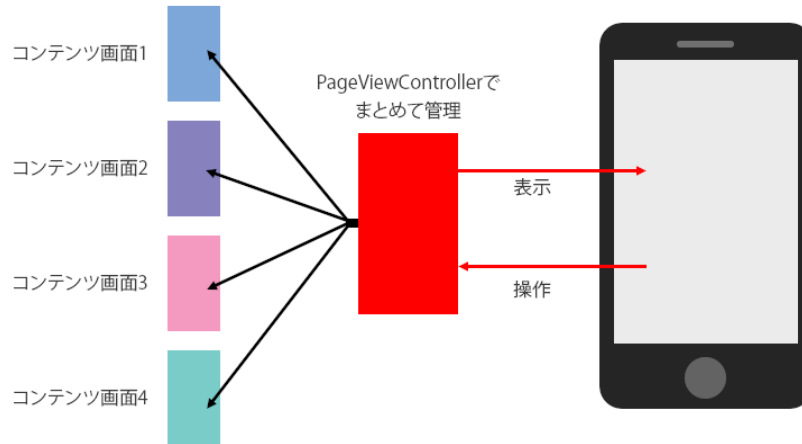 コンテンツ画面1
コンテンツ画面2
コンテンツ画面3
コンテンツ画面4
PageViewControllerで
まとめて管理
表示
操作